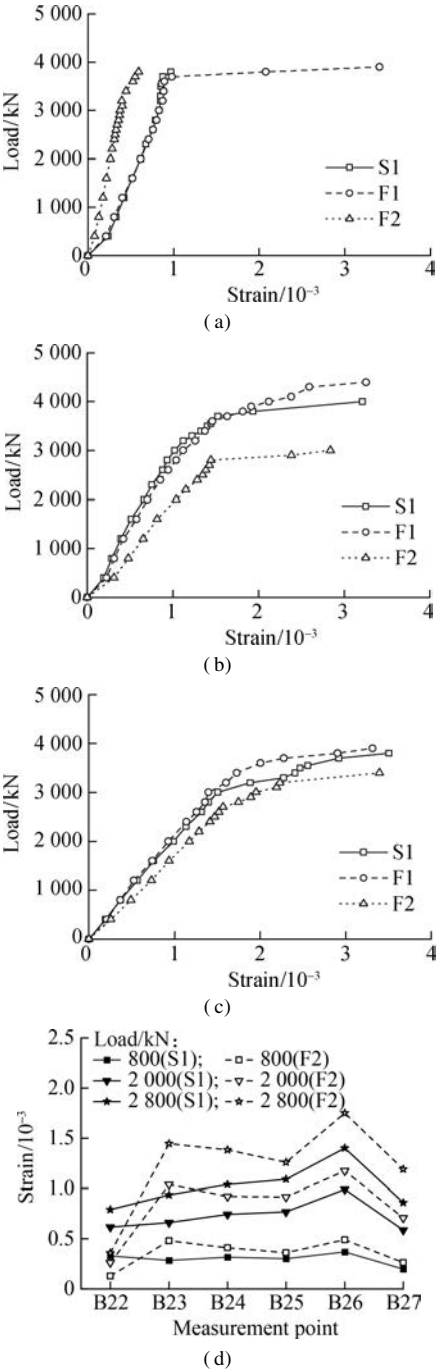 5 000
4 000
3 000
2 000
1 000
0
Load/kN
S1
F1
F2
0 1 2 3 4
Strain/10⁻³
( a )
5 000
4 000
3 000
2 000
1 000
0
Load/kN
S1
F1
F2
0 1 2 3 4
Strain/10⁻³
( b )
5 000
4 000
3 000
2 000
1 000
0
Load/kN
S1
F1
F2
0 1 2 3 4
Strain/10⁻³
( c )
2.5
2.0
1.5
1.0
0.5
0
Strain/10⁻³
Load/kN:
800(S1); 800(F2)
2 000(S1); 2 000(F2)
2 800(S1); 2 800(F2)
B22 B23 B24 B25 B26 B27
Measurement point
( d )